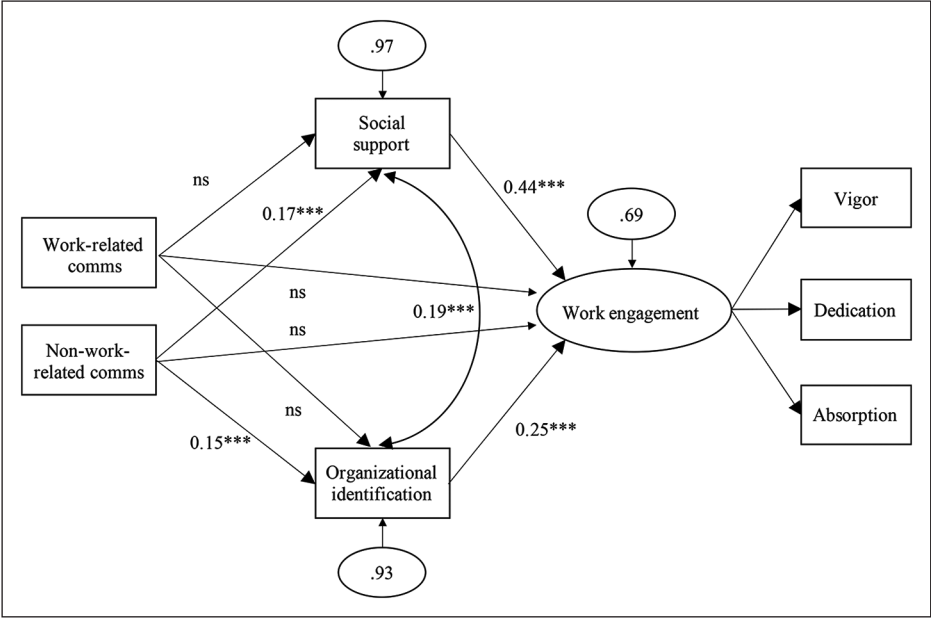 .97
Social
support
ns
0.17***
0.44***
.69
Vigor
Work-related
comms
ns
0.19***
Work engagement
Dedication
ns
Non-work-
related comms
ns
0.15***
0.25***
Absorption
Organizational
identification
.93